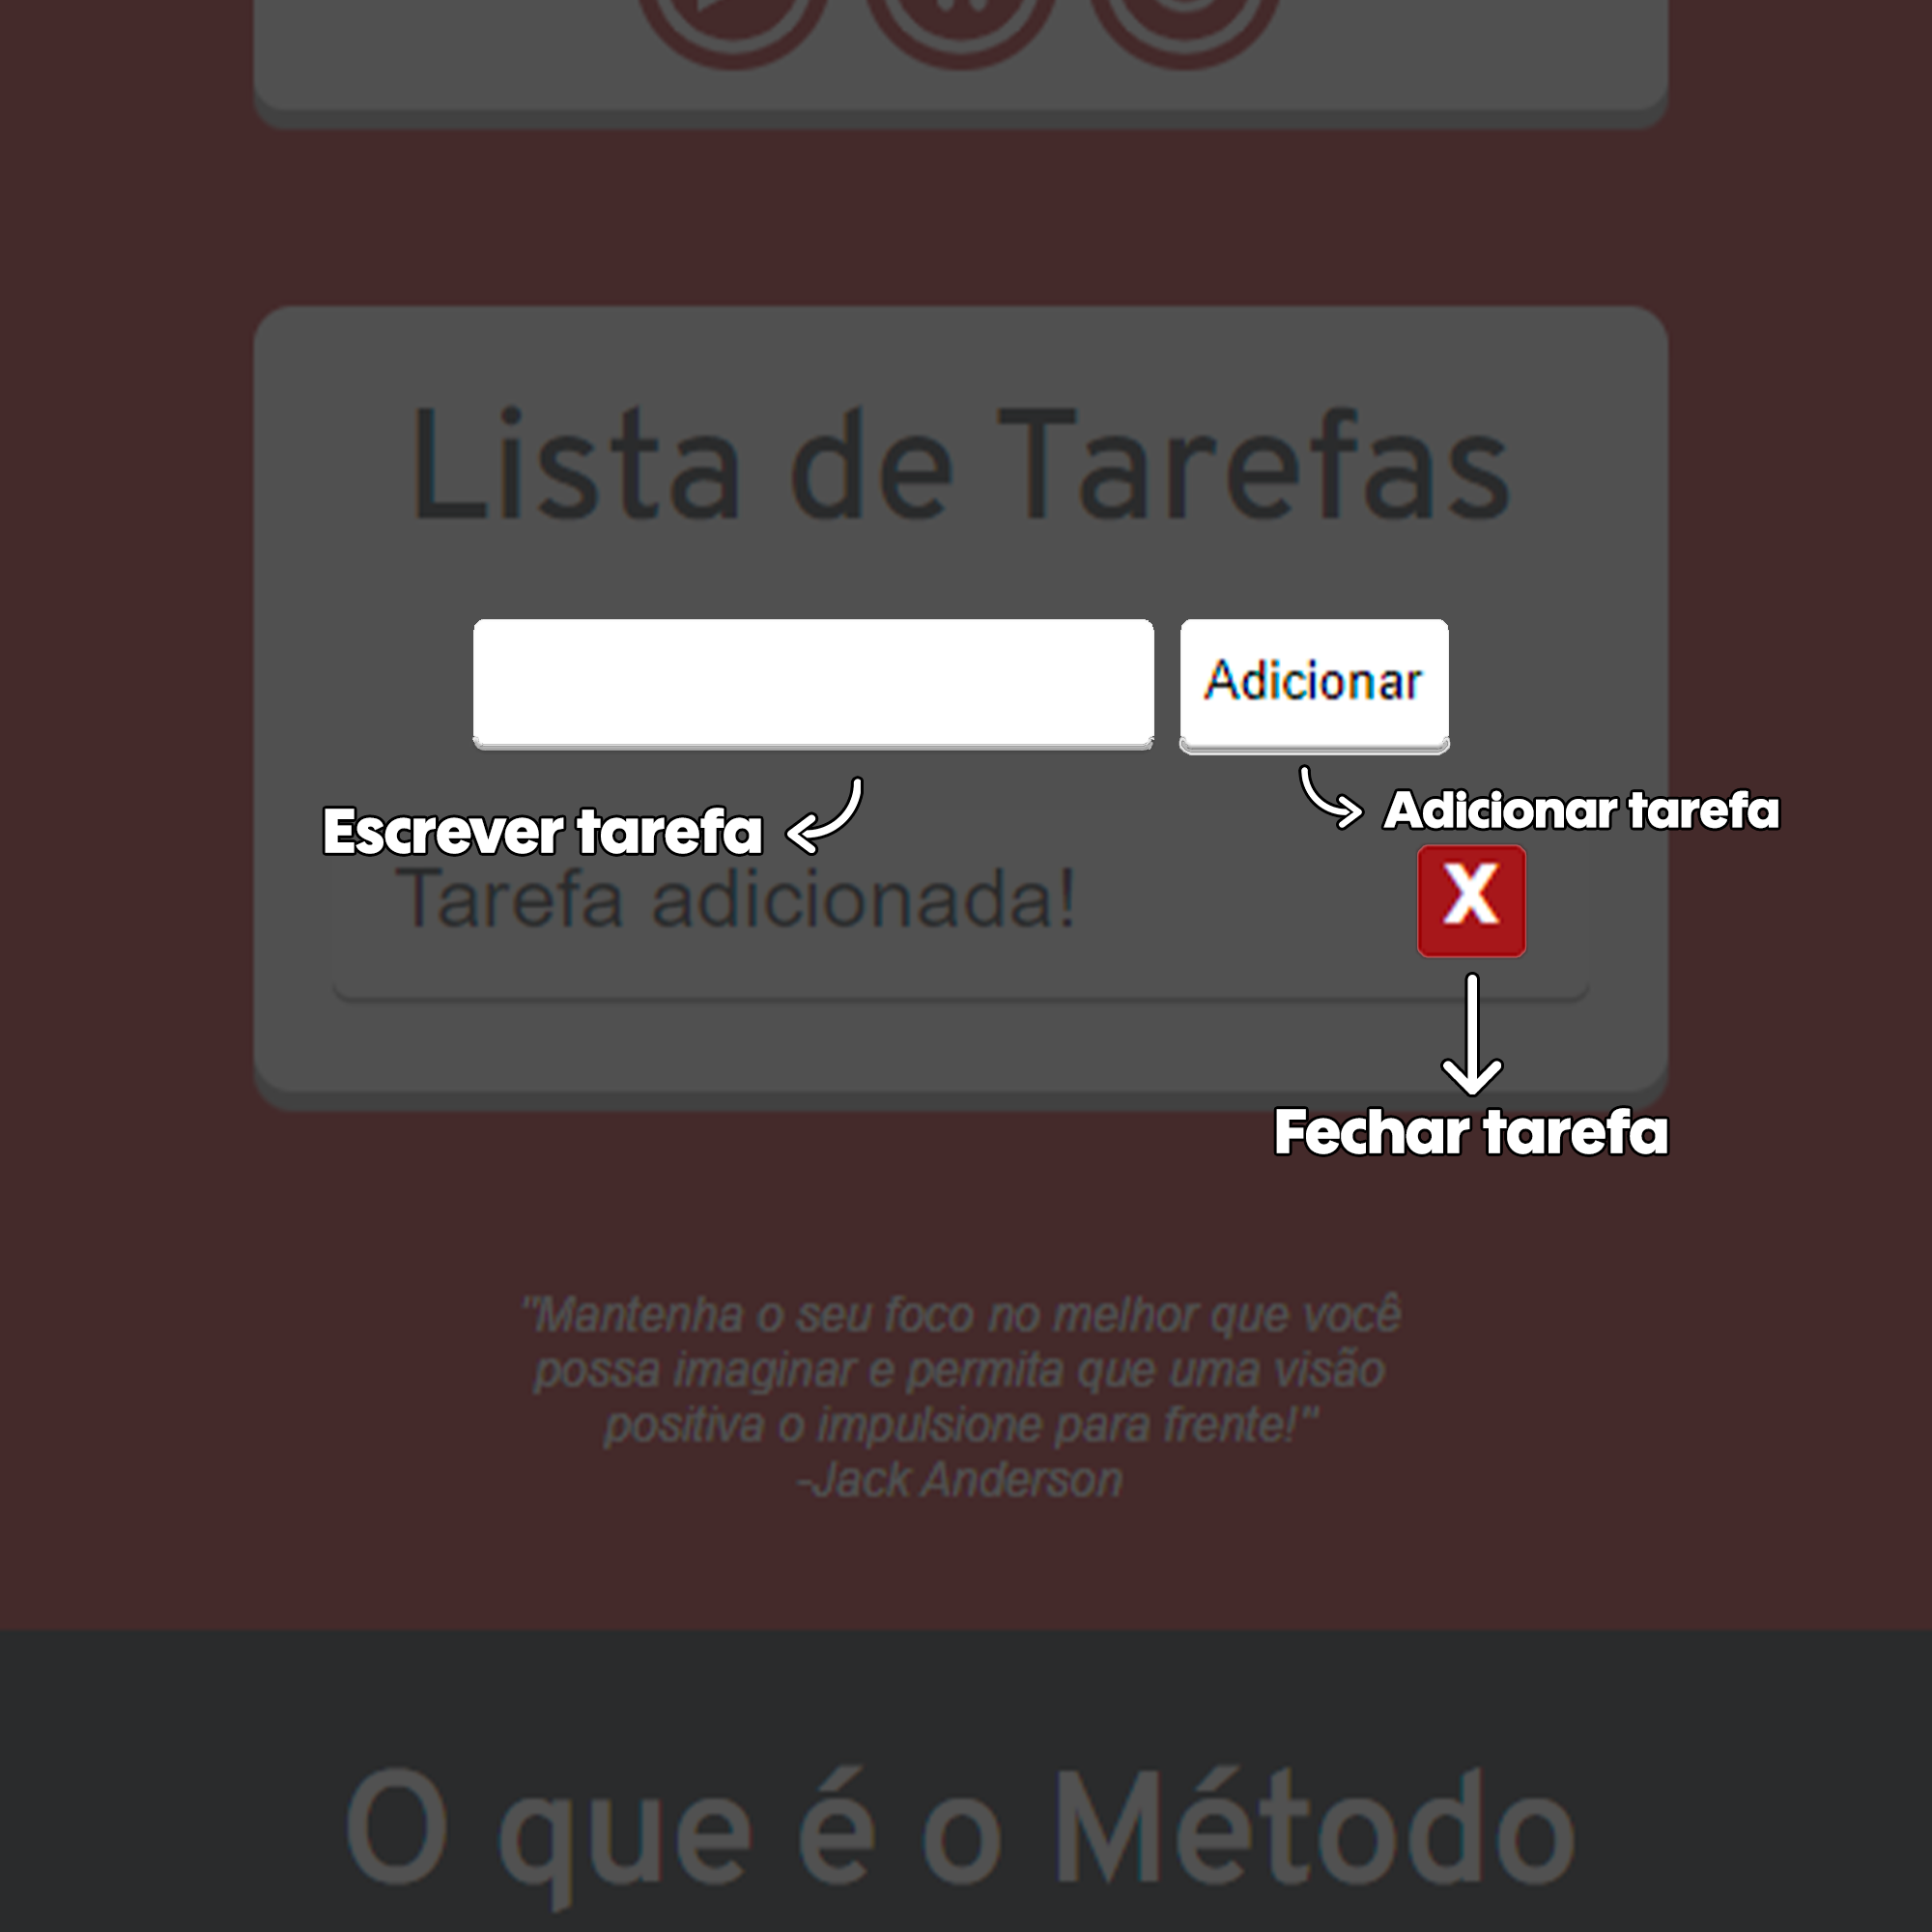 Lista de Tarefas
Adicionar
Escrever tarefa
Adicionar tarefa
Tarefa adicionada!
X
Fechar tarefa
"Mantenha o seu foco no melhor que você
possa imaginar e permita que uma visão
positiva o impulsione para frente!"
-Jack Anderson
O que é o Método